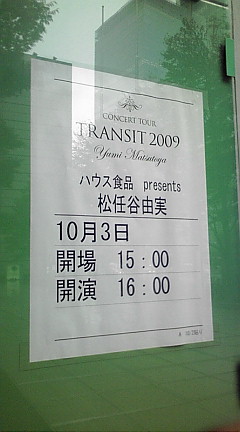 CONCERT TOUR
TRANSIT 2009
Yumi Matsutoya
ハウス食品 presents
松任谷由実
10月3日
開場 15:00
開演 16:00